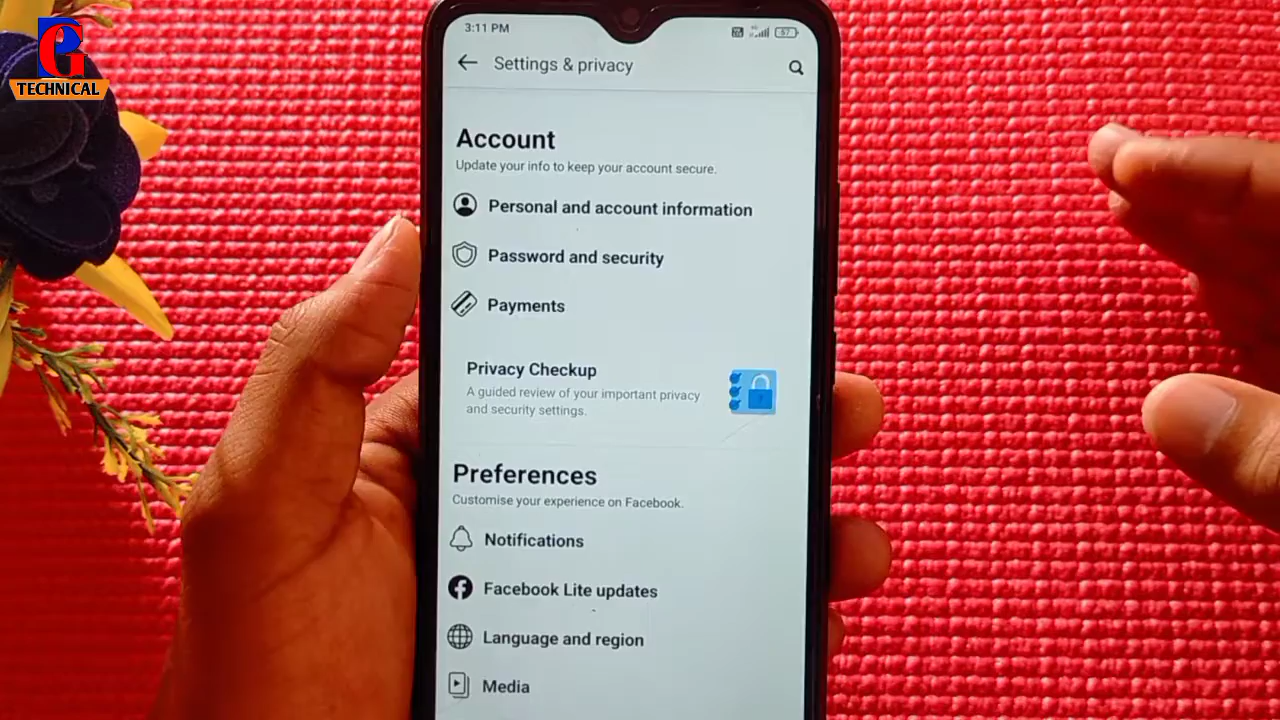 PG
TECHNICAL
3:11 PM
57
Settings & privacy
Account
Update your info to keep your account secure.
Personal and account information
Password and security
Payments
Privacy Checkup
A guided review of your important privacy
and security settings.
Preferences
Customise your experience on Facebook.
Notifications
Facebook Lite updates
Language and region
Media